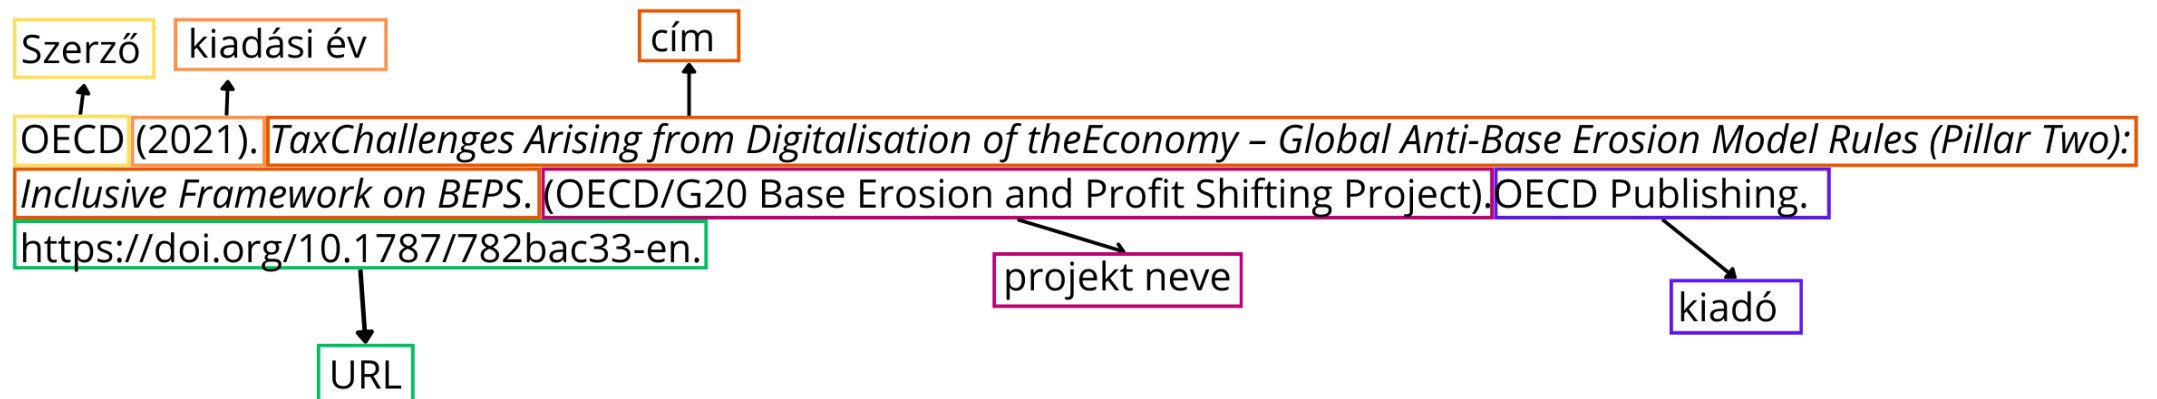 Szerző
kiadási év
cím
OECD (2021). TaxChallenges Arising from Digitalisation of theEconomy – Global Anti-Base Erosion Model Rules (Pillar Two):
Inclusive Framework on BEPS. (OECD/G20 Base Erosion and Profit Shifting Project). OECD Publishing.
https://doi.org/10.1787/782bac33-en.
projekt neve
kiadó
URL